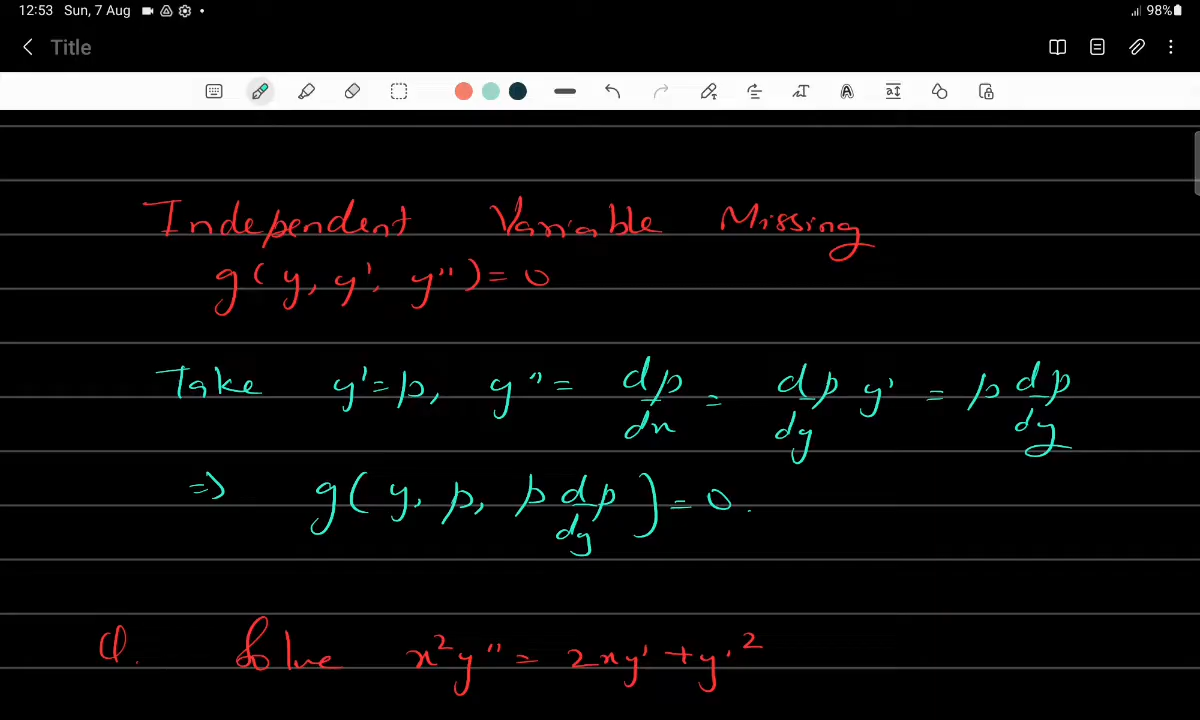 12:53 Sun, 7 Aug 98%
Title
Independent Variable Missing
g(y, y', y'') = 0
Take y' = p, y'' = dp/dx = dp/dy y' = p dp/dy
=> g(y, p, p dp/dy) = 0.
Q. Solve x²y'' = 2xy' + y'²